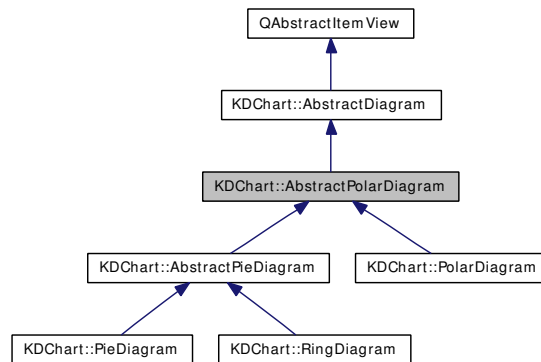 QAbstractItemView
KDChart::AbstractDiagram
KDChart::AbstractPolarDiagram
KDChart::AbstractPieDiagram
KDChart::PolarDiagram
KDChart::PieDiagram
KDChart::RingDiagram